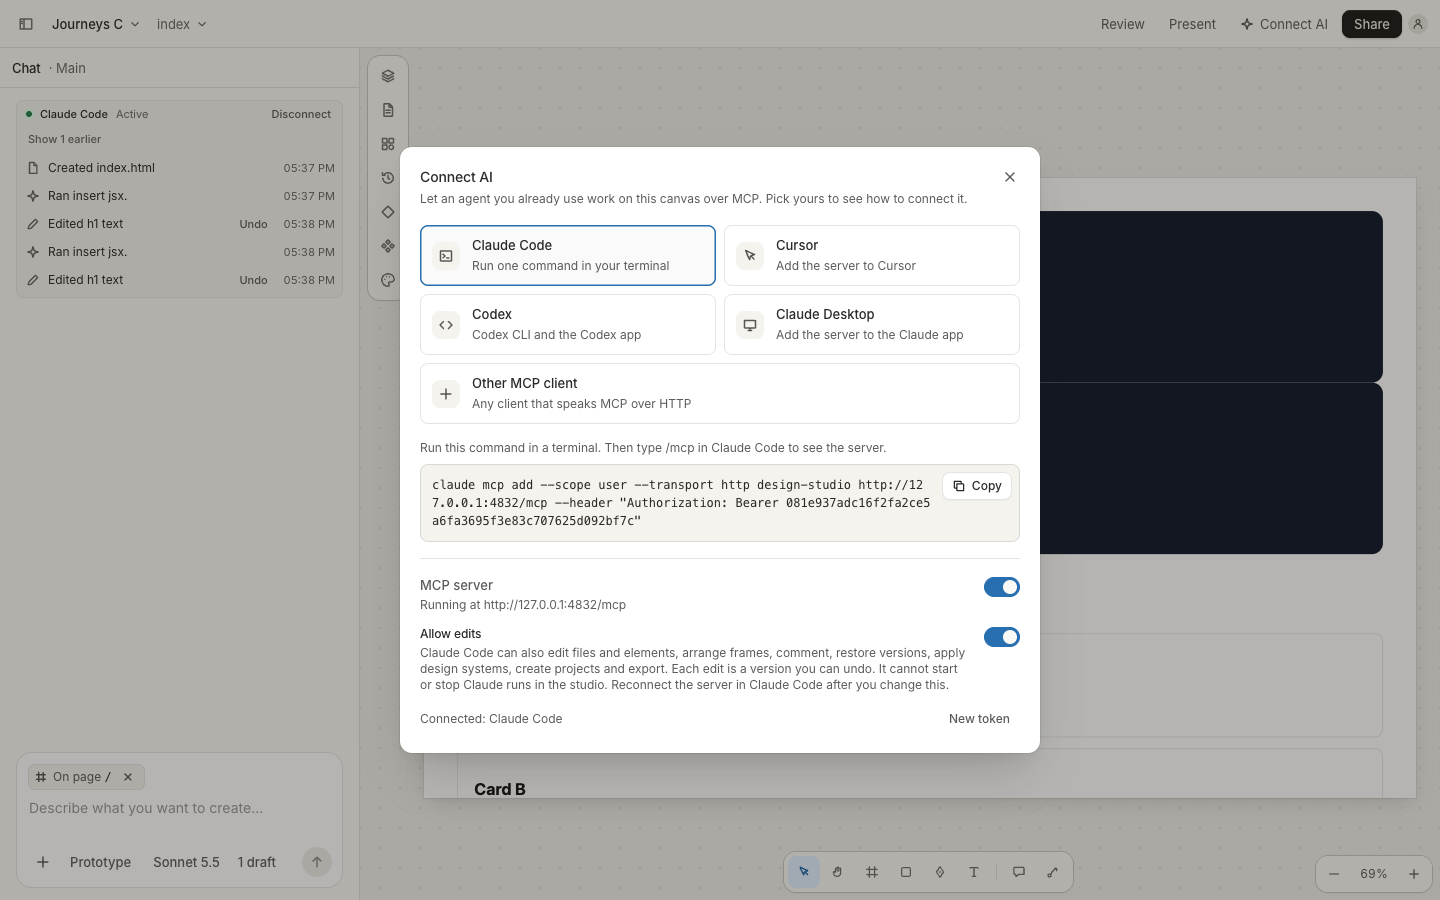 Journeys C
index
Review
Present
Connect AI
Share
Chat · Main
Claude Code Active
Disconnect
Show 1 earlier
Created index.html 05:37 PM
Ran insert jsx. 05:37 PM
Edited h1 text Undo 05:38 PM
Ran insert jsx. 05:38 PM
Edited h1 text Undo 05:38 PM
Connect AI
Let an agent you already use work on this canvas over MCP. Pick yours to see how to connect it.
Claude Code
Run one command in your terminal
Cursor
Add the server to Cursor
Codex
Codex CLI and the Codex app
Claude Desktop
Add the server to the Claude app
Other MCP client
Any client that speaks MCP over HTTP
Run this command in a terminal. Then type /mcp in Claude Code to see the server.
claude mcp add --scope user --transport http design-studio http://12
7.0.0.1:4832/mcp --header "Authorization: Bearer 081e937adc16f2fa2ce5
a6fa3695f3e83c707625d092bf7c"
Copy
MCP server
Running at http://127.0.0.1:4832/mcp
Allow edits
Claude Code can also edit files and elements, arrange frames, comment, restore versions, apply
design systems, create projects and export. Each edit is a version you can undo. It cannot start
or stop Claude runs in the studio. Reconnect the server in Claude Code after you change this.
Connected: Claude Code
New token
Card B
On page /
Describe what you want to create...
Prototype
Sonnet 5.5
1 draft
69%